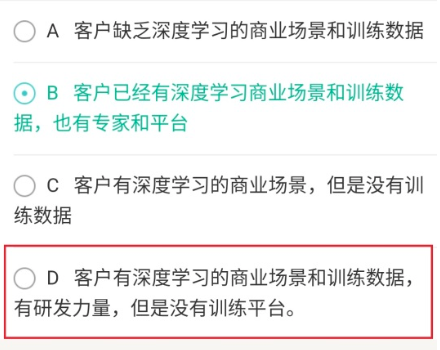 A 客户缺乏深度学习的商业场景和训练数据
B 客户已经有深度学习商业场景和训练数
据，也有专家和平台
C 客户有深度学习的商业场景，但是没有训
练数据
D 客户有深度学习的商业场景和训练数据，
有研发力量，但是没有训练平台。